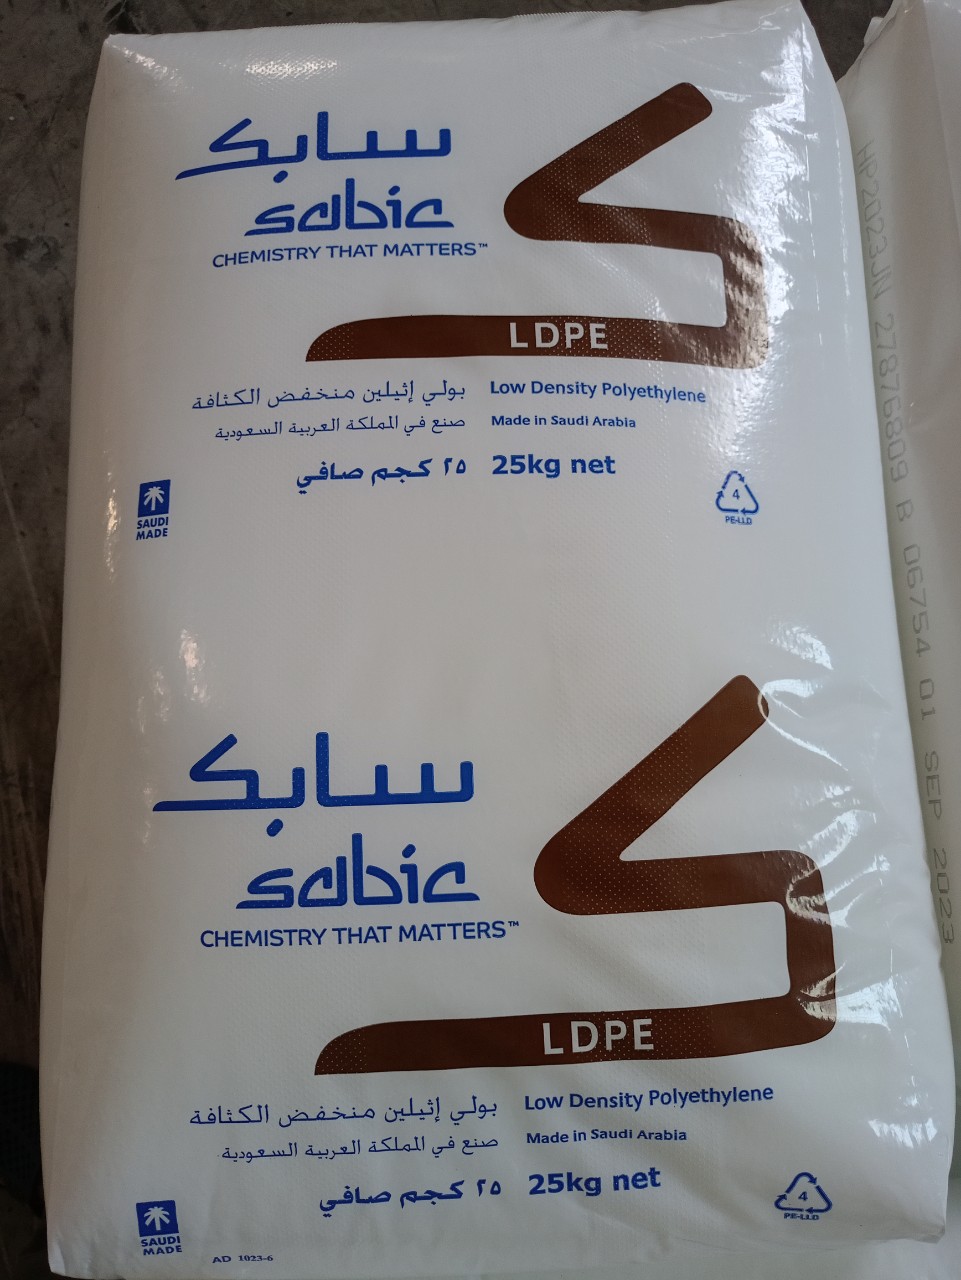 سابک
sabic
CHEMISTRY THAT MATTERS™
LDPE
بولي إثيلين منخفض الكثافة Low Density Polyethylene
صنع في المملكة العربية السعودية Made in Saudi Arabia
٢٥ كجم صافي 25kg net
SAUDI
MADE
4
PE-LLD
HP2023JN 27876809 B 06754 01 SEP 2023
سابک
sabic
CHEMISTRY THAT MATTERS™
LDPE
بولي إثيلين منخفض الكثافة Low Density Polyethylene
صنع في المملكة العربية السعودية Made in Saudi Arabia
٢٥ كجم صافي 25kg net
SAUDI
MADE
4
PE-LLD
AD 1023-6